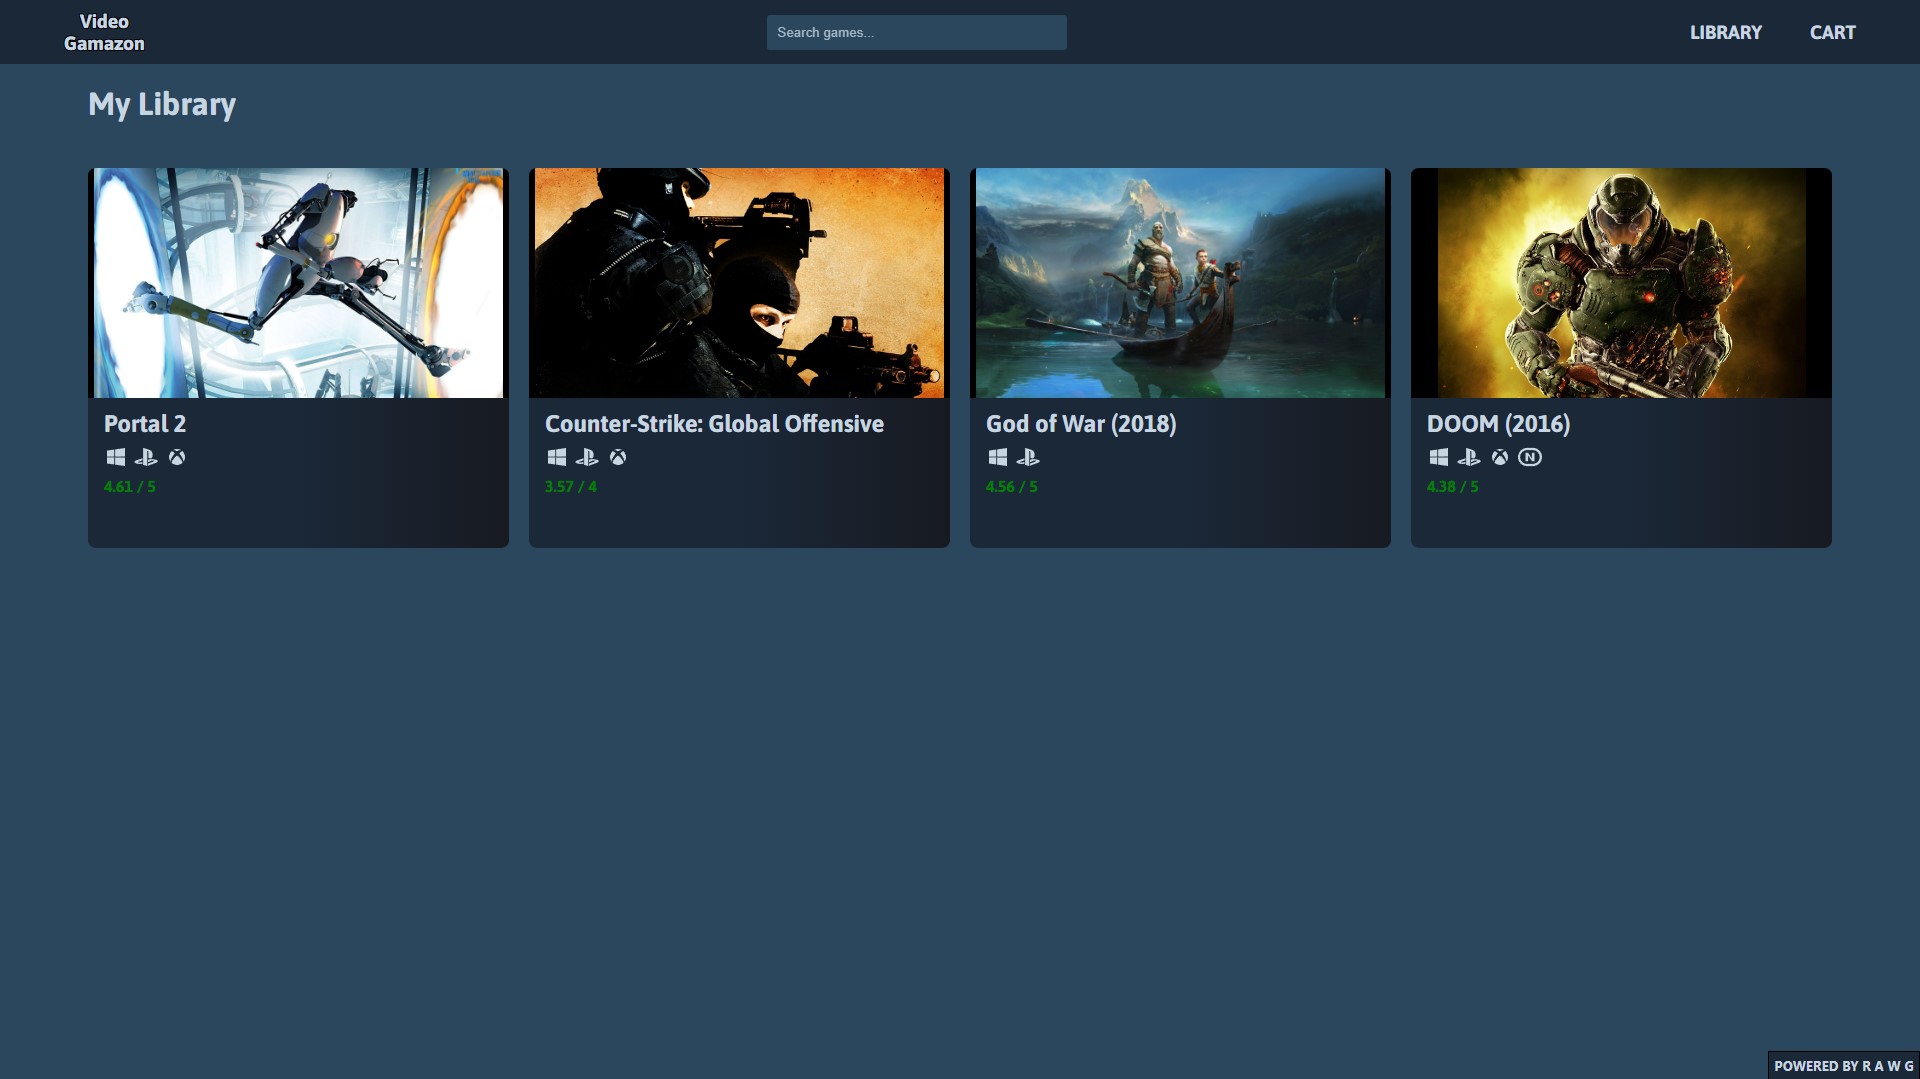 Video
Gamazon
Search games...
LIBRARY
CART
My Library
Portal 2
4.61 / 5
Counter-Strike: Global Offensive
3.57 / 4
God of War (2018)
4.56 / 5
DOOM (2016)
N
4.38 / 5
POWERED BY R A W G